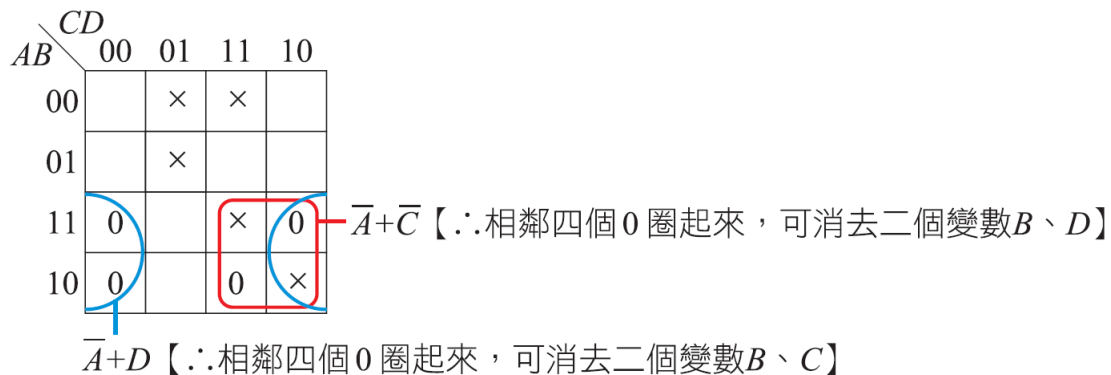 CD
AB 00 01 11 10
00 × ×
01 ×
11 0 × 0 A̅+C̅【∴相鄰四個0圈起來，可消去二個變數B、D】
10 0 0 ×
A̅+D【∴相鄰四個0圈起來，可消去二個變數B、C】